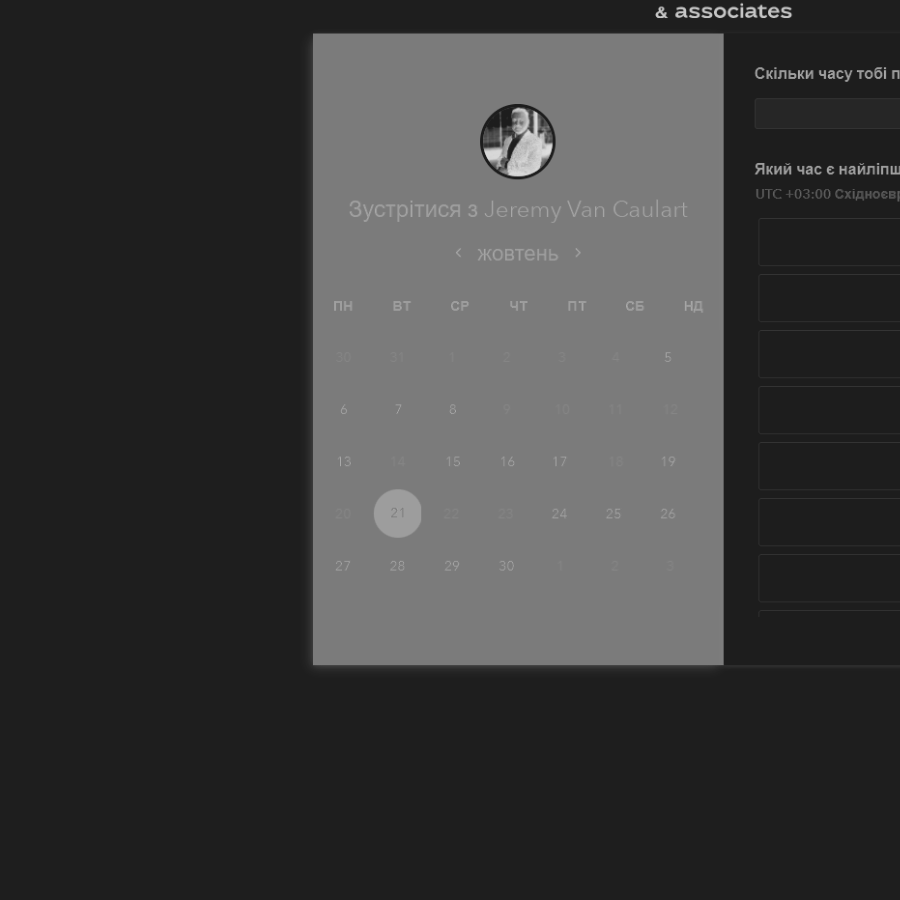 & associates
Зустрітися з Jeremy Van Caulart
жовтень
ПН ВТ СР ЧТ ПТ СБ НД
30 31 1 2 3 4 5
6 7 8 9 10 11 12
13 14 15 16 17 18 19
20 21 22 23 24 25 26
27 28 29 30 1 2 3
Скільки часу тобі п
Який час є найліпш
UTC +03:00 Східноєвр